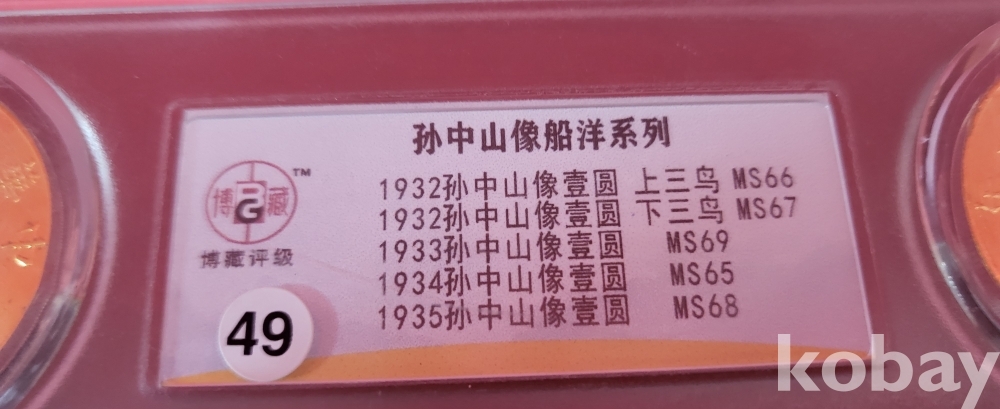 孙中山像船洋系列
1932孙中山像壹圆 上三鸟 MS66
1932孙中山像壹圆 下三鸟 MS67
1933孙中山像壹圆 MS69
1934孙中山像壹圆 MS65
1935孙中山像壹圆 MS68
博 PG 藏 TM
博藏评级
49
kobay